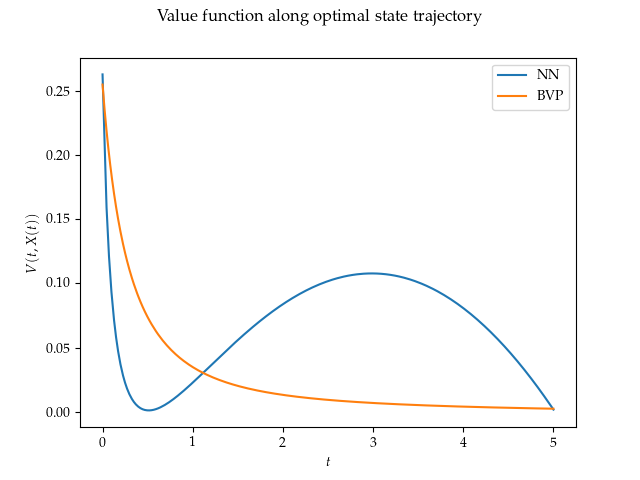 Value function along optimal state trajectory
NN
BVP
0.25
0.20
0.15
0.10
0.05
0.00
V(t, X(t))
0 1 2 3 4 5
t